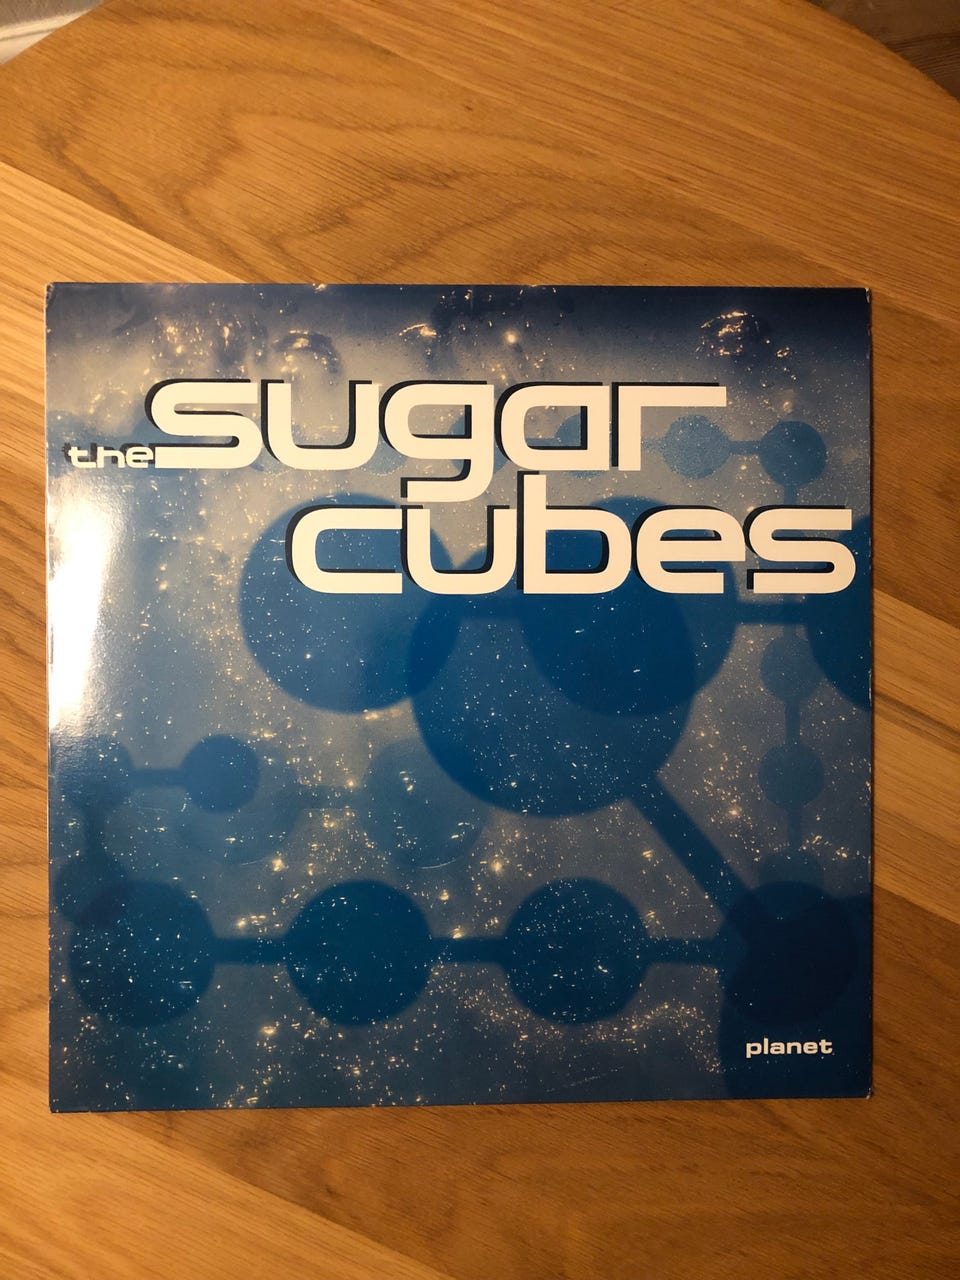 the sugar
cubes
planet